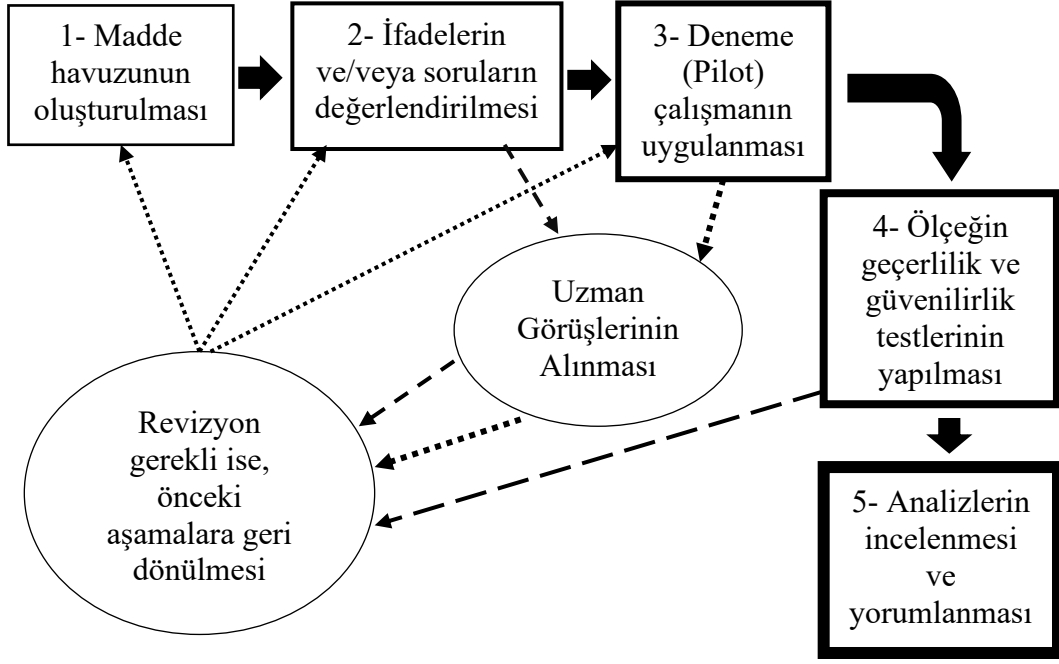 1- Madde
havuzunun
oluşturulması
2- İfadelerin
ve/veya soruların
değerlendirilmesi
3- Deneme
(Pilot)
çalışmanın
uygulanması
4- Ölçeğin
geçerlilik ve
güvenilirlik
testlerinin
yapılması
Uzman
Görüşlerinin
Alınması
Revizyon
gerekli ise,
önceki
aşamalara geri
dönülmesi
5- Analizlerin
incelenmesi
ve
yorumlanması